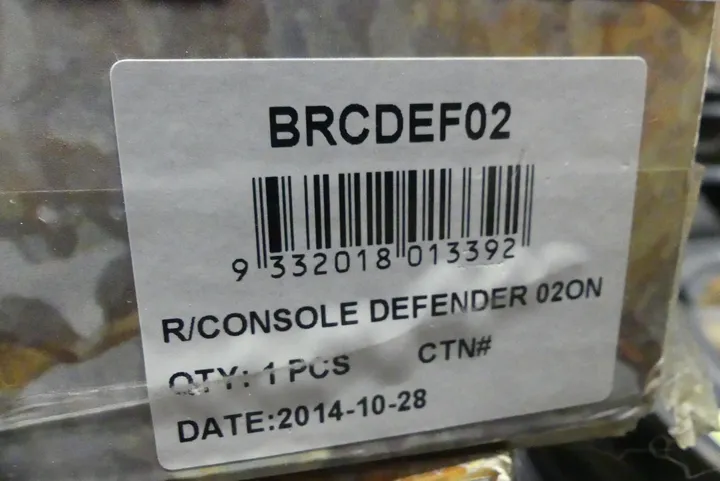 BRCDEF02
9 332018 013392
R/CONSOLE DEFENDER 02ON
QTY: 1 PCS CTN#
DATE:2014-10-28